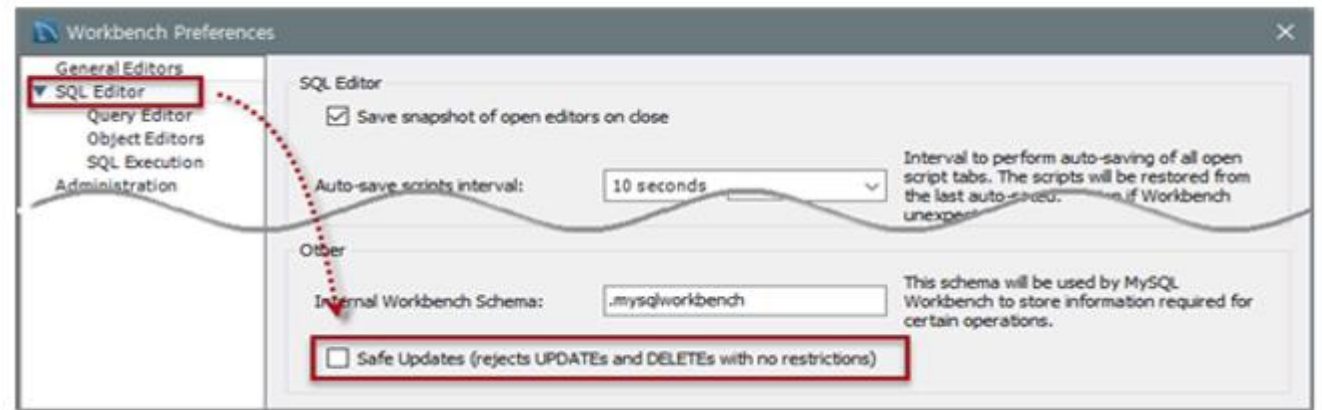 Workbench Preferences
General Editors
SQL Editor
Query Editor
Object Editors
SQL Execution
Administration
SQL Editor
Save snapshot of open editors on close
Auto-save scripts interval:
10 seconds
Interval to perform auto-saving of all open
script tabs. The scripts will be restored from
the last if Workbench
Other
Internal Workbench Schema:
.mysqlworkbench
This schema will be used by MySQL
Workbench to store information required for
certain operations.
Safe Updates (rejects UPDATEs and DELETEs with no restrictions)